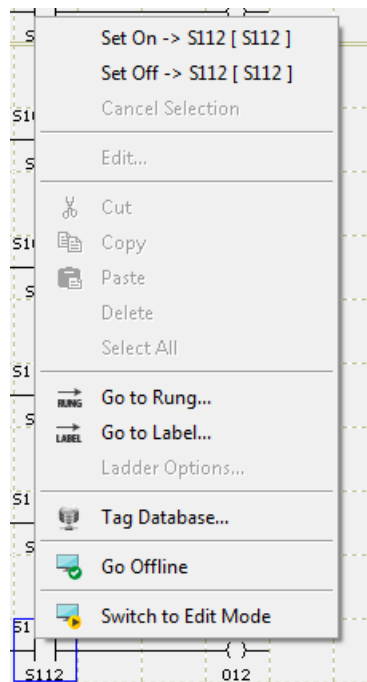 Set On -> S112 [ S112 ]
Set Off -> S112 [ S112 ]
Cancel Selection
Edit...
Cut
Copy
Paste
Delete
Select All
RUNG Go to Rung...
LABEL Go to Label...
Ladder Options...
Tag Database...
Go Offline
Switch to Edit Mode
S112 012